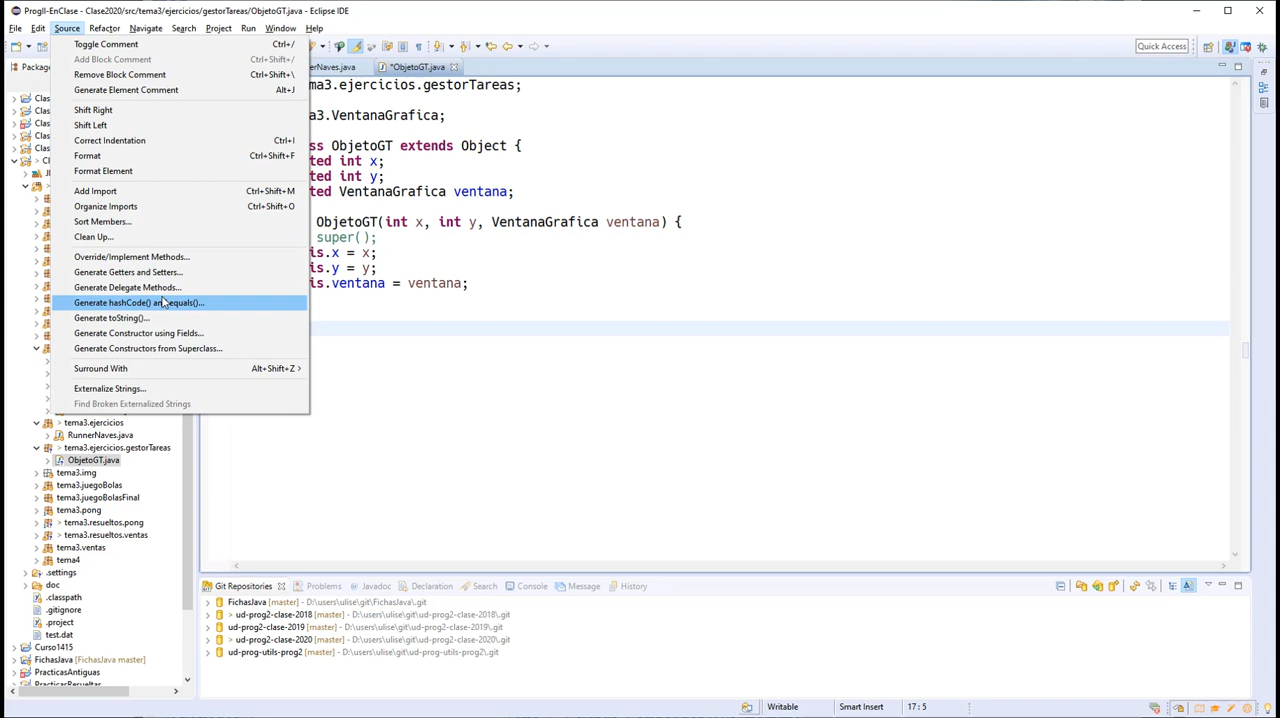 ProgII-EnClase - Clase2020/src/tema3/ejercicios/gestorTareas/ObjetoGT.java - Eclipse IDE
File Edit Source Refactor Navigate Search Project Run Window Help
Quick Access
Toggle Comment Ctrl+/
Add Block Comment Ctrl+Shift+/
Remove Block Comment Ctrl+Shift+\
Generate Element Comment Alt+J
Shift Right
Shift Left
Correct Indentation Ctrl+I
Format Ctrl+Shift+F
Format Element
Add Import Ctrl+Shift+M
Organize Imports Ctrl+Shift+O
Sort Members...
Clean Up...
Override/Implement Methods...
Generate Getters and Setters...
Generate Delegate Methods...
Generate hashCode() and equals()...
Generate toString()...
Generate Constructor using Fields...
Generate Constructors from Superclass...
Surround With Alt+Shift+Z >
Externalize Strings...
Find Broken Externalized Strings
Packag
Clas
Clas
Clas
Clas
Clas
Cl
> tema3.ejercicios
RunnerNaves.java
> tema3.ejercicios.gestorTareas
ObjetoGT.java
tema3.img
tema3.juegoBolas
tema3.juegoBolasFinal
tema3.pong
> tema3.resueltos.pong
> tema3.resueltos.ventas
tema3.ventas
tema4
.settings
doc
.classpath
.gitignore
.project
test.dat
Curso1415
FichasJava [FichasJava master]
PracticasAntiguas
PracticasResueltas
nerNaves.java *ObjetoGT.java
ma3.ejercicios.gestorTareas;
a3.VentanaGrafica;
ss ObjetoGT extends Object {
ted int x;
ted int y;
ted VentanaGrafica ventana;
ObjetoGT(int x, int y, VentanaGrafica ventana) {
super();
is.x = x;
is.y = y;
is.ventana = ventana;
Git Repositories Problems Javadoc Declaration Search Console Message History
FichasJava [master] - D:\users\ulise\git\FichasJava\.git
> ud-prog2-clase-2018 [master] - D:\users\ulise\git\ud-prog2-clase-2018\.git
ud-prog2-clase-2019 [master] - D:\users\ulise\git\ud-prog2-clase-2019\.git
> ud-prog2-clase-2020 [master] - D:\users\ulise\git\ud-prog2-clase-2020\.git
ud-prog-utils-prog2 [master] - D:\users\ulise\git\ud-prog-utils-prog2\.git
Writable Smart Insert 17 : 5